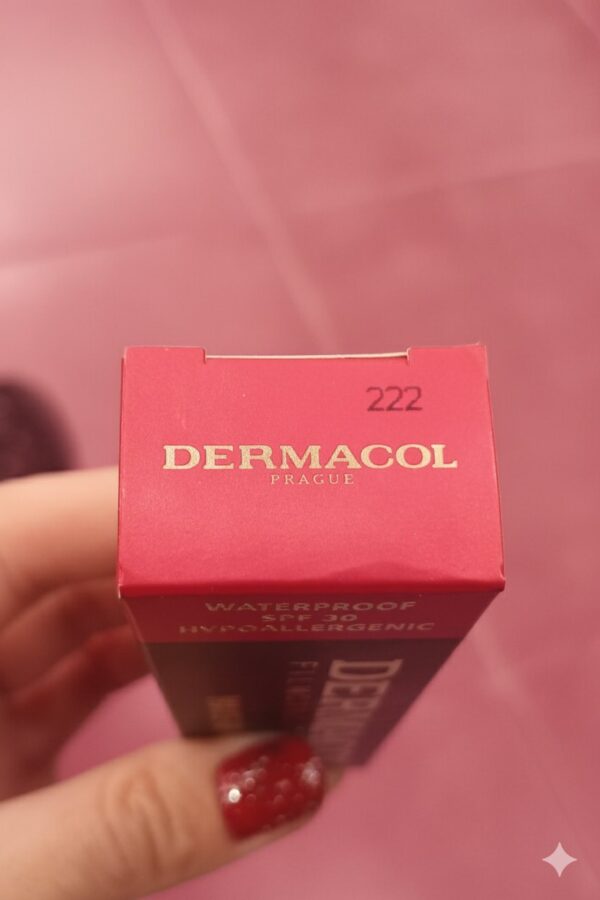 222
DERMACOL
PRAGUE
WATERPROOF
SPF 30
HYPOALLERGENIC